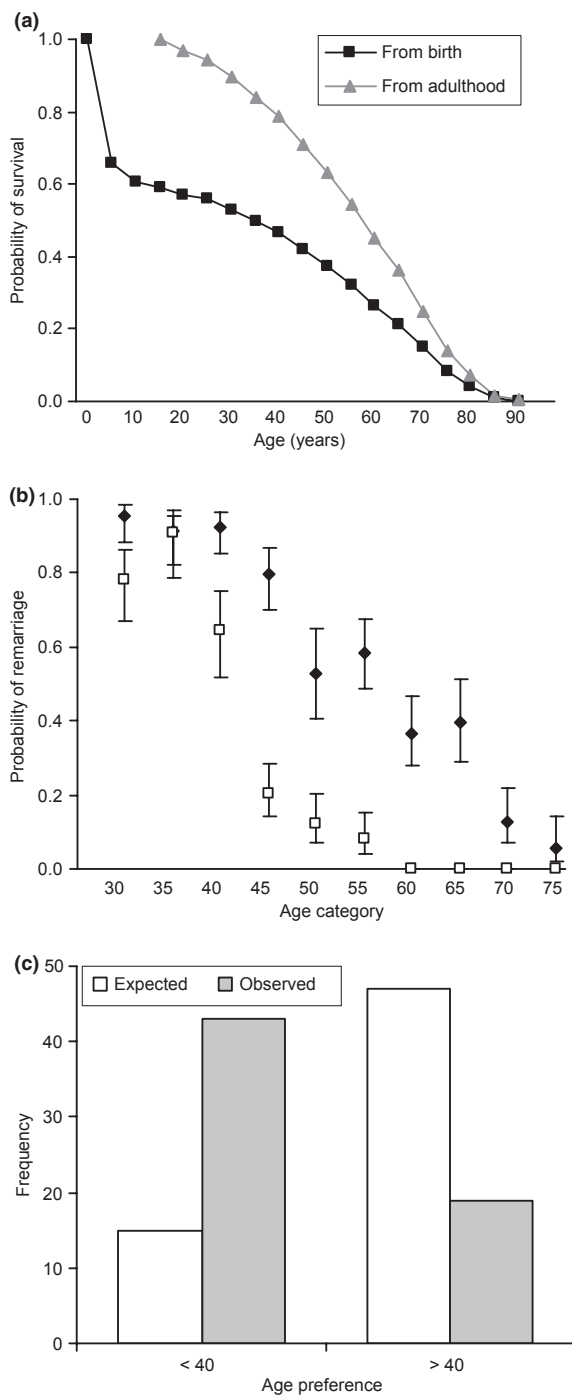 (a)
1.0
0.8
0.6
0.4
0.2
0.0
Probability of survival
From birth
From adulthood
0 10 20 30 40 50 60 70 80 90
Age (years)
(b)
1.0
0.8
0.6
0.4
0.2
0.0
Probability of remarriage
30 35 40 45 50 55 60 65 70 75
Age category
(c)
50
40
30
20
10
0
Frequency
Expected Observed
< 40 > 40
Age preference